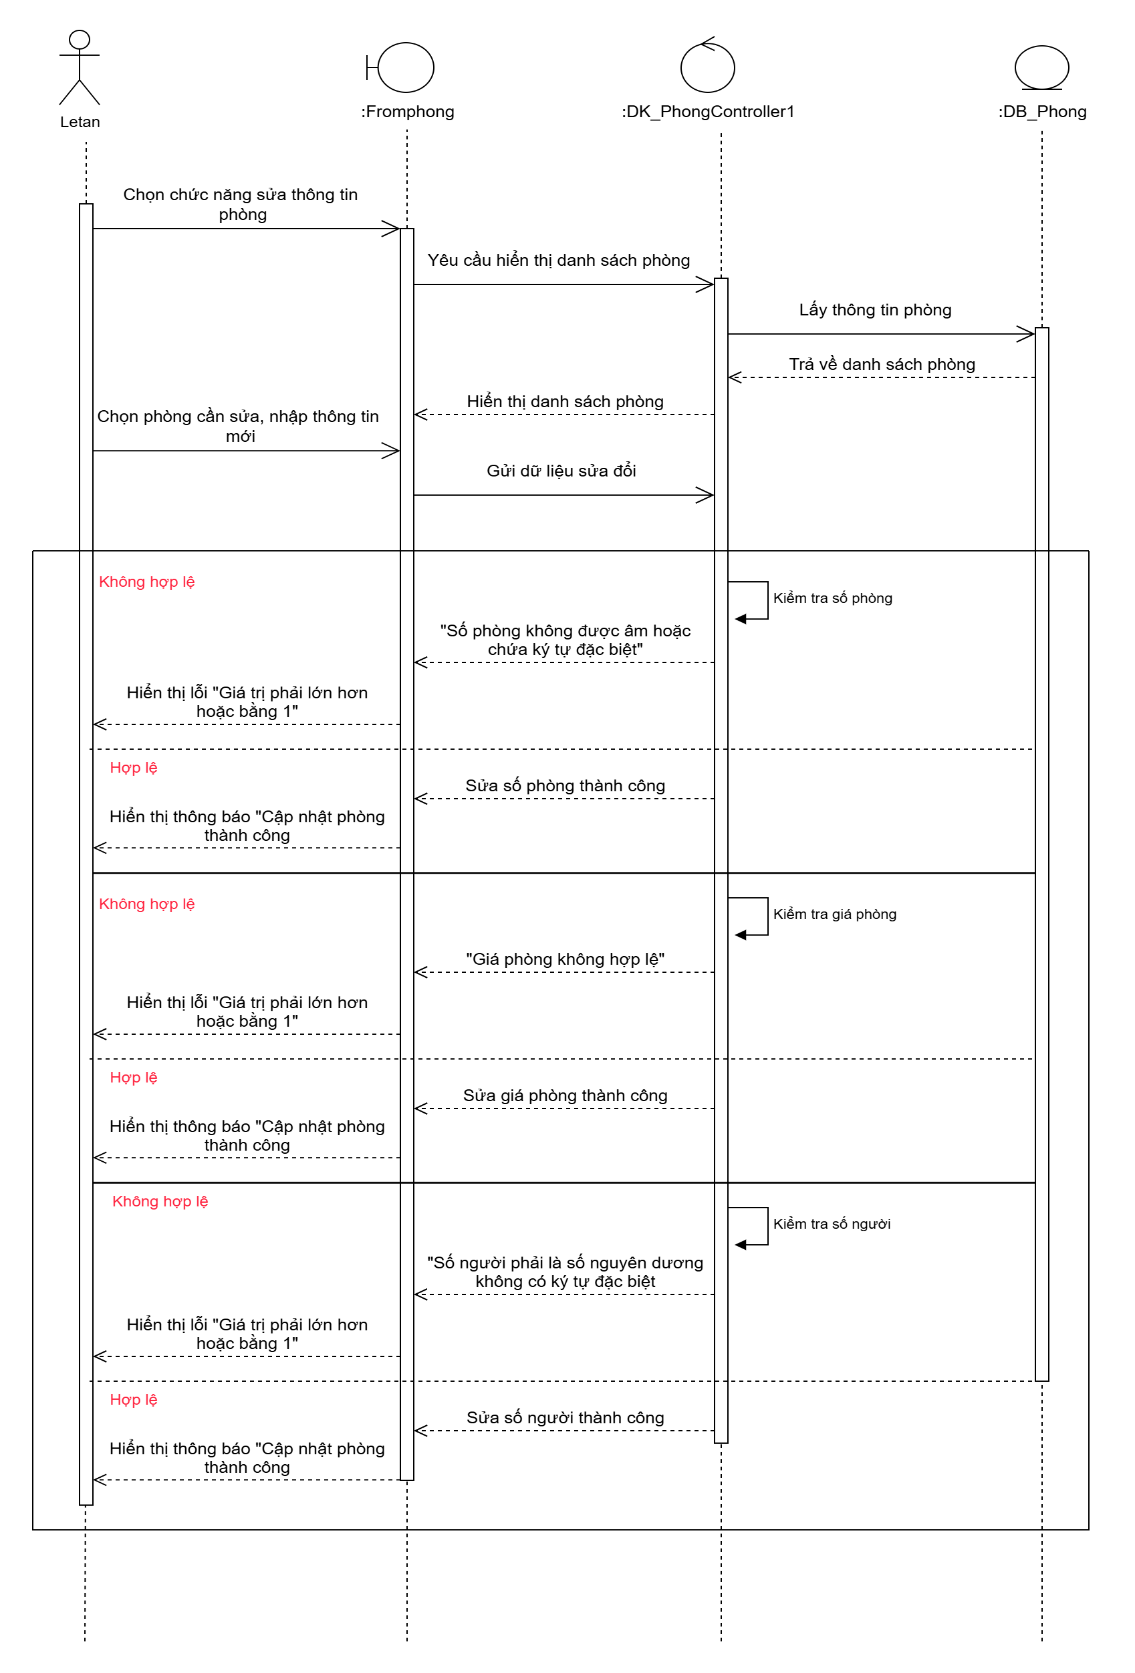 Letan
:Fromphong
:DK_PhongController1
:DB_Phong
Chọn chức năng sửa thông tin
phòng
Yêu cầu hiển thị danh sách phòng
Lấy thông tin phòng
Trả về danh sách phòng
Hiển thị danh sách phòng
Chọn phòng cần sửa, nhập thông tin
mới
Gửi dữ liệu sửa đổi
Không hợp lệ
Kiểm tra số phòng
"Số phòng không được âm hoặc
chứa ký tự đặc biệt"
Hiển thị lỗi "Giá trị phải lớn hơn
hoặc bằng 1"
Hợp lệ
Sửa số phòng thành công
Hiển thị thông báo "Cập nhật phòng
thành công
Không hợp lệ
Kiểm tra giá phòng
"Giá phòng không hợp lệ"
Hiển thị lỗi "Giá trị phải lớn hơn
hoặc bằng 1"
Hợp lệ
Sửa giá phòng thành công
Hiển thị thông báo "Cập nhật phòng
thành công
Không hợp lệ
Kiểm tra số người
"Số người phải là số nguyên dương
không có ký tự đặc biệt
Hiển thị lỗi "Giá trị phải lớn hơn
hoặc bằng 1"
Hợp lệ
Sửa số người thành công
Hiển thị thông báo "Cập nhật phòng
thành công